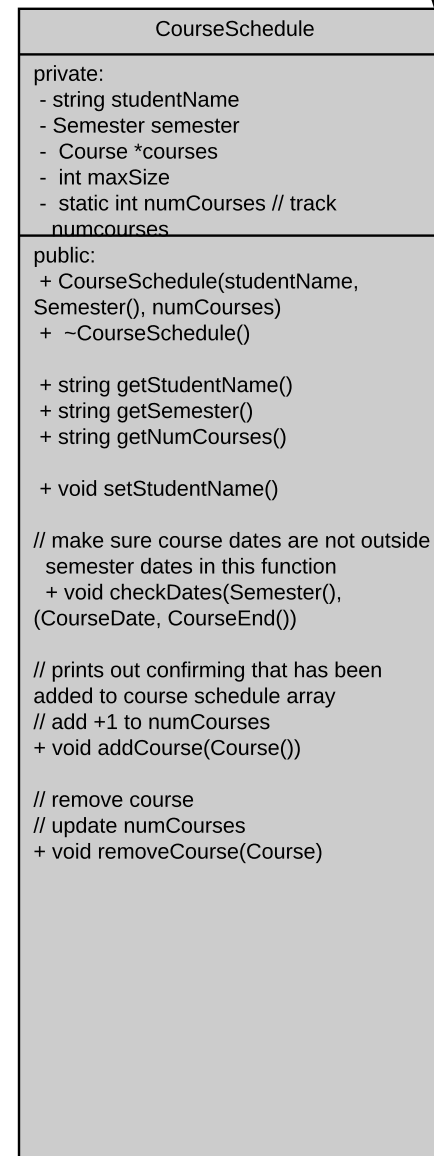 CourseSchedule
private:
- string studentName
- Semester semester
- Course *courses
- int maxSize
- static int numCourses // track
numcourses
public:
+ CourseSchedule(studentName,
Semester(), numCourses)
+ ~CourseSchedule()
+ string getStudentName()
+ string getSemester()
+ string getNumCourses()
+ void setStudentName()
// make sure course dates are not outside
semester dates in this function
+ void checkDates(Semester(),
(CourseDate, CourseEnd())
// prints out confirming that has been
added to course schedule array
// add +1 to numCourses
+ void addCourse(Course())
// remove course
// update numCourses
+ void removeCourse(Course)